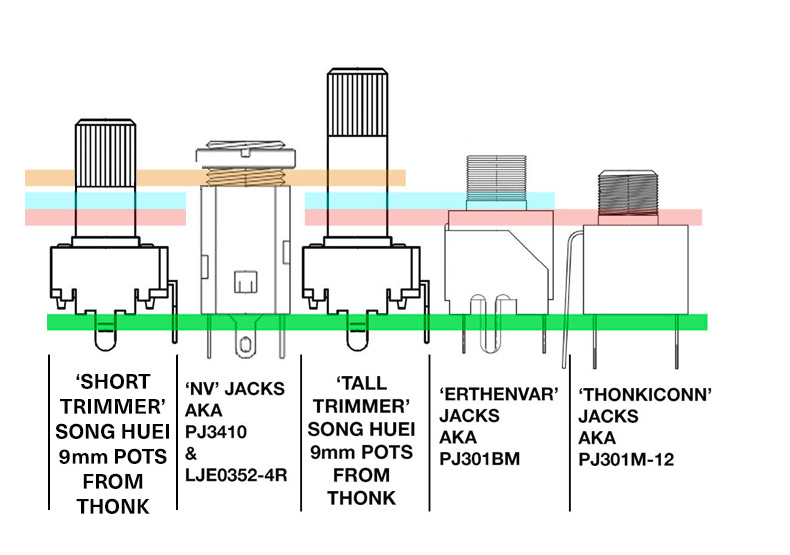 ‘SHORT
TRIMMER’
SONG HUEI
9mm POTS
FROM
THONK
‘NV’ JACKS
AKA
PJ3410
&
LJE0352-4R
‘TALL
TRIMMER’
SONG HUEI
9mm POTS
FROM
THONK
‘ERTHENVAR’
JACKS
AKA
PJ301BM
‘THONKICONN’
JACKS
AKA
PJ301M-12